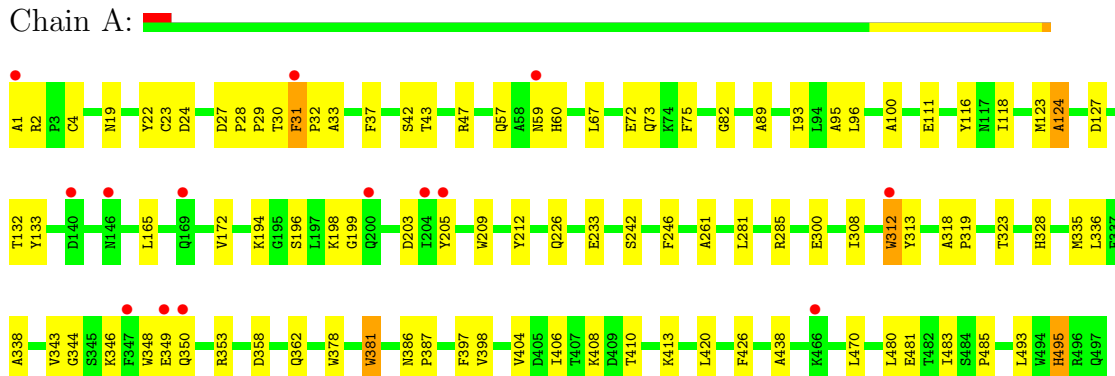 Chain A:
A1 R2 P3 C4 N19 Y22 C23 D24 D27 P28 P29 T30 F31 P32 A33 F37 S42 T43 R47 Q57 A58 N59 H60 L67 E72 Q73 K74 F75 G82 A89 I93 L94 A95 L96 A100 E111 Y116 N117 I118 M123 A124 D127
T132 Y133 D140 N146 L165 Q169 V172 K194 G195 S196 L197 K198 G199 Q200 D203 I204 Y205 W209 Y212 Q226 E233 S242 F246 A261 L281 R285 E300 I308 W312 Y313 A318 P319 T323 H328 M335 L336 E337
A338 V343 G344 S345 K346 F347 W348 E349 Q350 R353 D358 Q362 W378 W381 N386 P387 F397 V398 V404 D405 I406 T407 K408 D409 T410 K413 L420 F426 A438 K466 L470 L480 E481 T482 I483 S484 P485 L493 W494 H495 R496 Q497